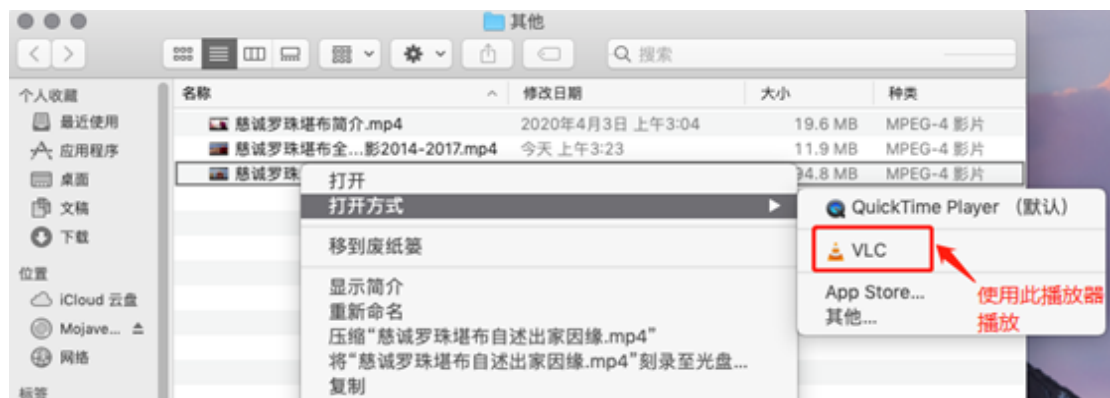 其他
搜索
个人收藏
最近使用
应用程序
桌面
文稿
下载
位置
iCloud 云盘
Mojave...
网络
标签
名称 修改日期 大小 种类
慈诚罗珠堪布简介.mp4 2020年4月3日 上午3:04 19.6 MB MPEG-4 影片
慈诚罗珠堪布全...影2014-2017.mp4 今天 上午3:23 11.9 MB MPEG-4 影片
慈诚罗珠 94.8 MB MPEG-4 影片
打开
打开方式
移到废纸篓
显示简介
重新命名
压缩“慈诚罗珠堪布自述出家因缘.mp4”
将“慈诚罗珠堪布自述出家因缘.mp4”刻录至光盘...
复制
QuickTime Player （默认）
VLC
App Store...
其他...
使用此播放器
播放